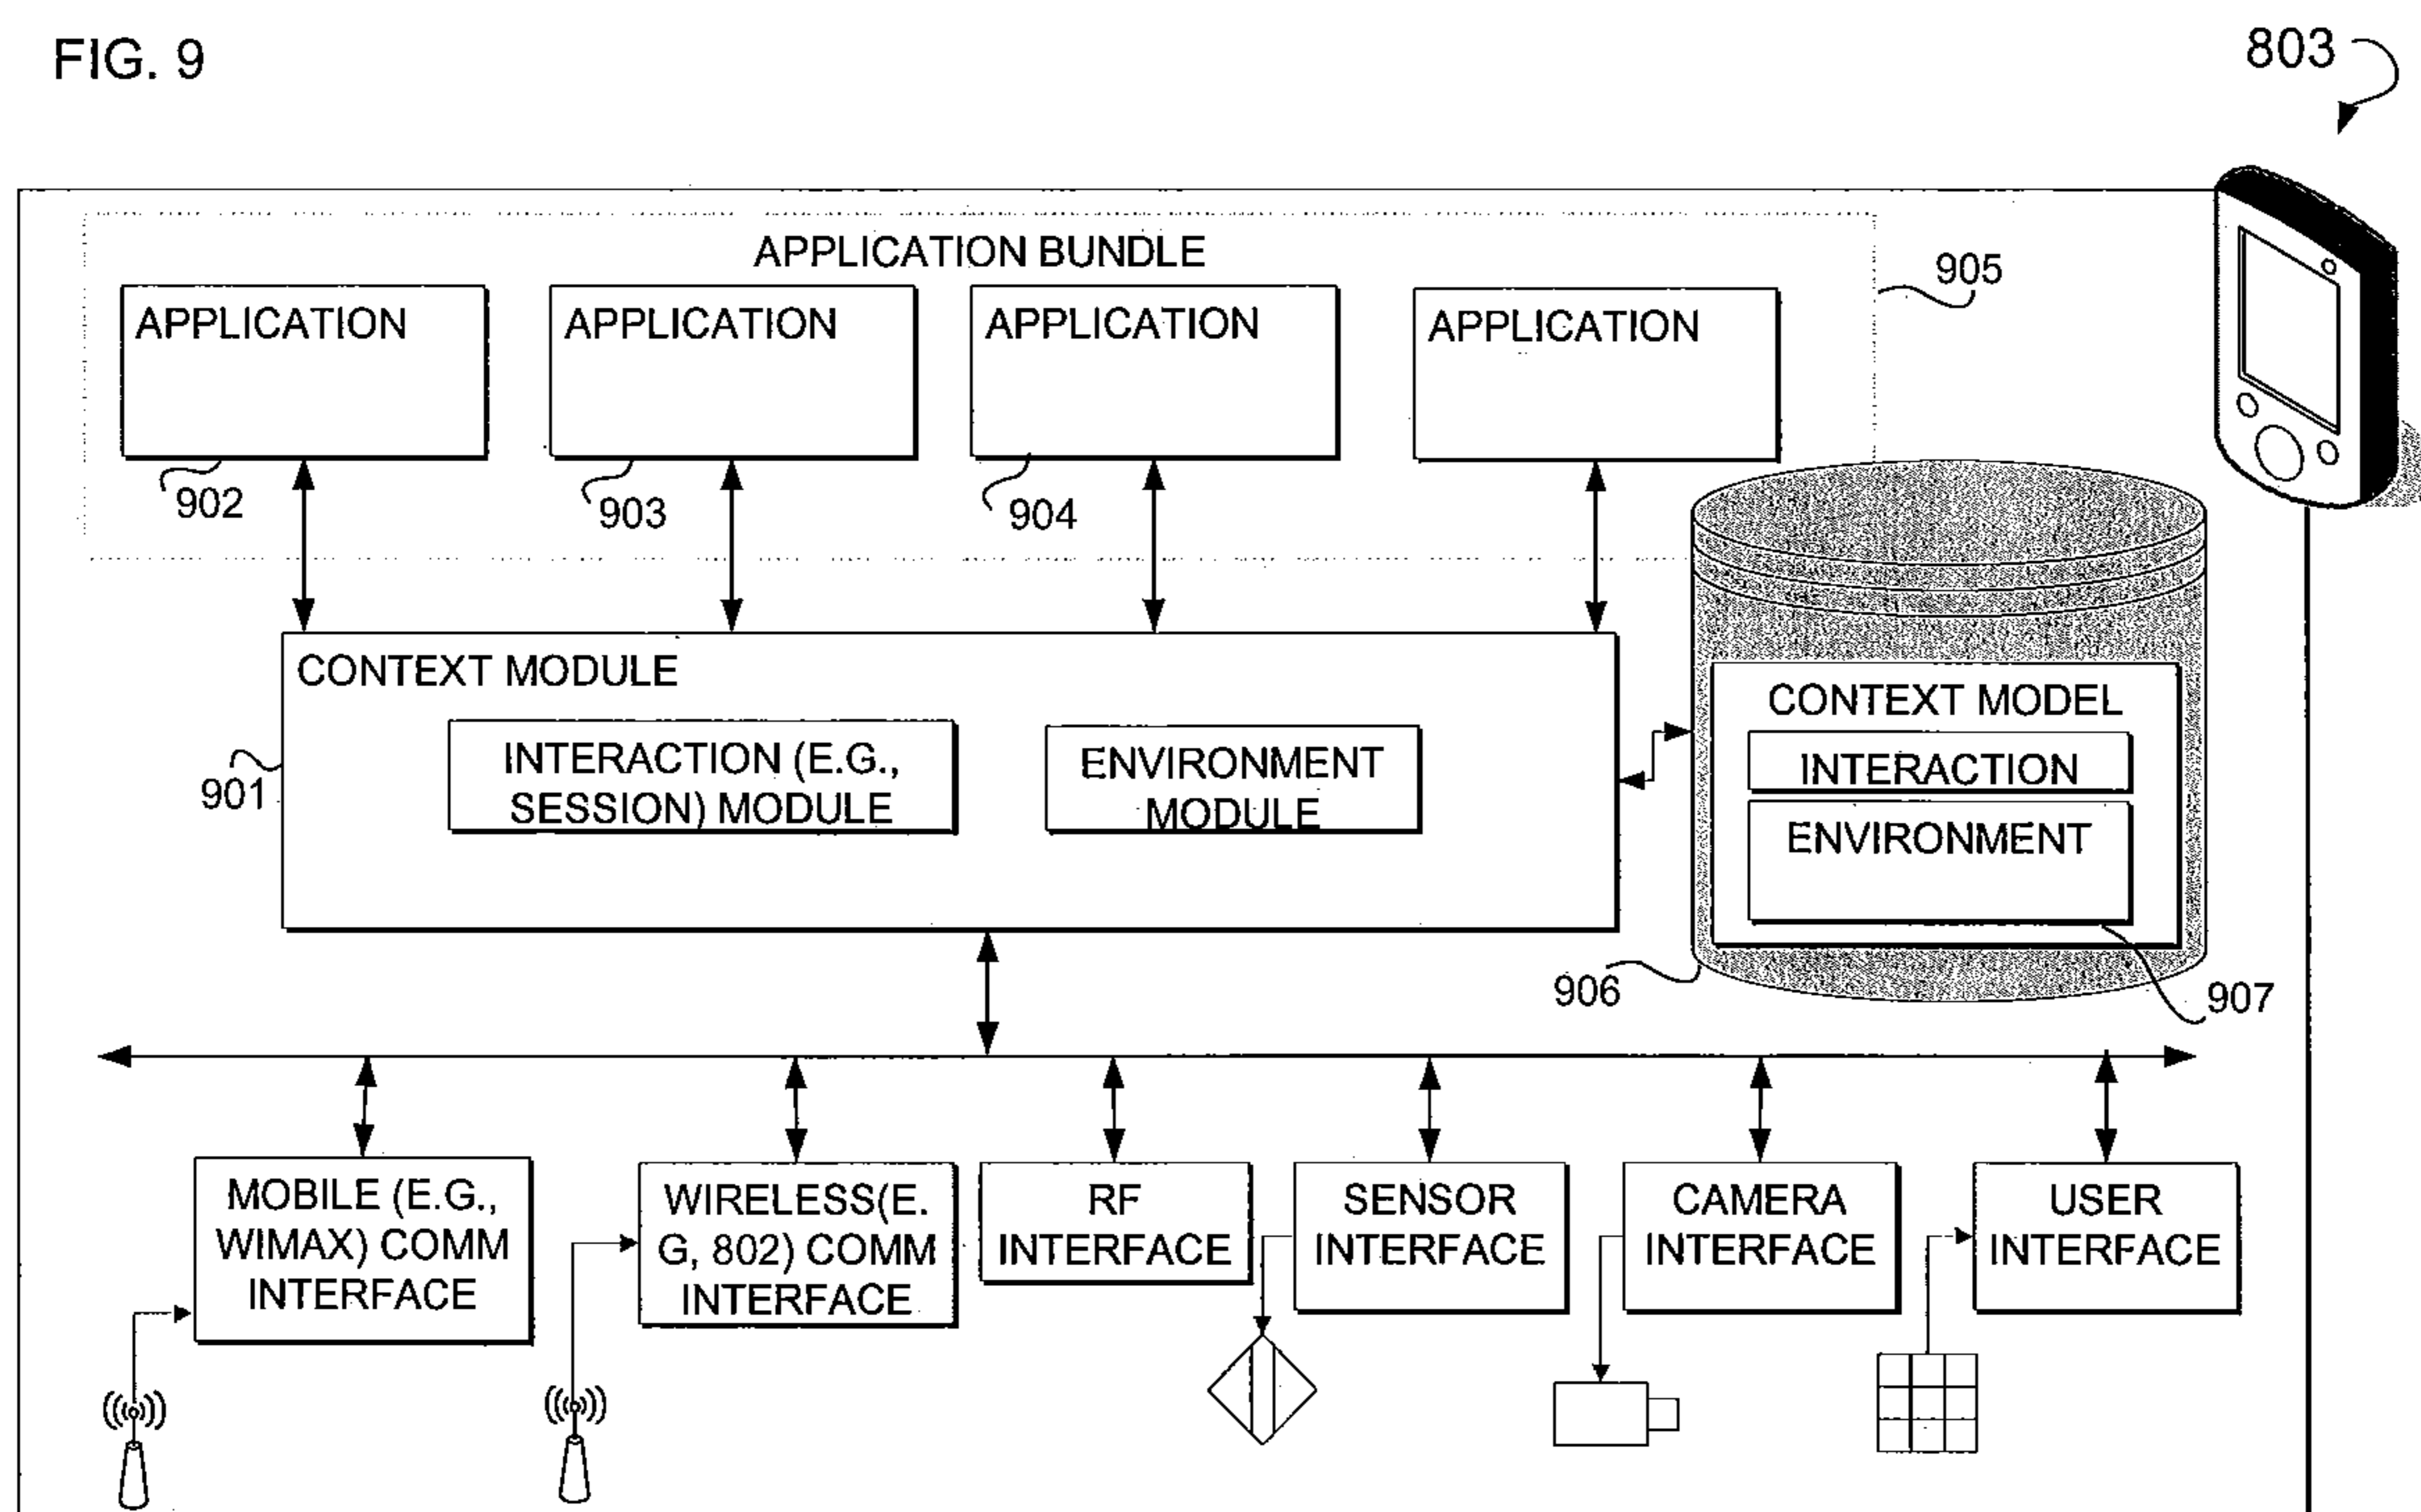 FIG. 9
803
APPLICATION BUNDLE
905
APPLICATION
APPLICATION
APPLICATION
APPLICATION
902
903
904
CONTEXT MODULE
INTERACTION (E.G.,
SESSION) MODULE
ENVIRONMENT
MODULE
901
CONTEXT MODEL
INTERACTION
ENVIRONMENT
906
907
MOBILE (E.G.,
WIMAX) COMM
INTERFACE
WIRELESS(E.
G, 802) COMM
INTERFACE
RF
INTERFACE
SENSOR
INTERFACE
CAMERA
INTERFACE
USER
INTERFACE